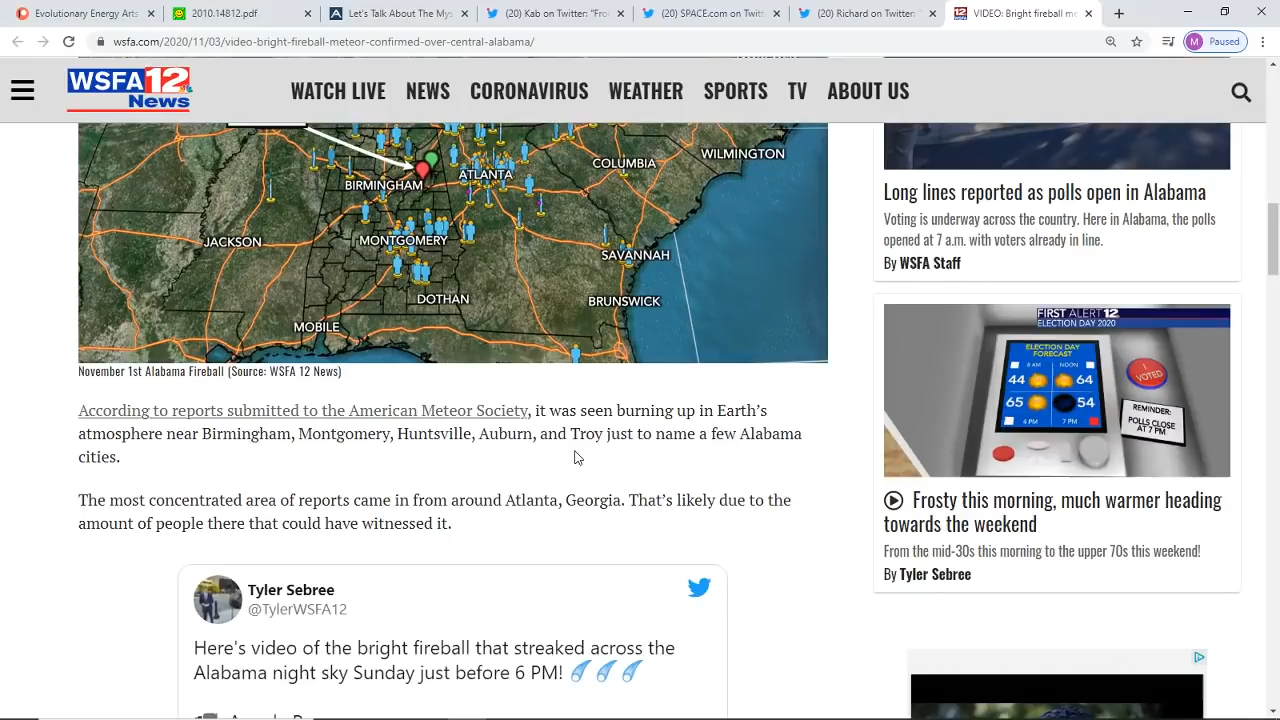 Evolutionary Energy Arts
2010.14812.pdf
Let's Talk About The Mys
(20) Kab on Twitter: "F
(20) SPACE.com on Twitter:
(20) Richard on Twitter: "
VIDEO: Bright fireball me
wsfa.com/2020/11/03/video-bright-fireball-meteor-confirmed-over-central-alabama/
M Paused
WSFA12
News
WATCH LIVE NEWS CORONAVIRUS WEATHER SPORTS TV ABOUT US
WILMINGTON
COLUMBIA
ATLANTA
BIRMINGHAM
JACKSON
MONTGOMERY
SAVANNAH
DOTHAN
BRUNSWICK
MOBILE
November 1st Alabama Fireball (Source: WSFA 12 News)
According to reports submitted to the American Meteor Society, it was seen burning up in Earth's
atmosphere near Birmingham, Montgomery, Huntsville, Auburn, and Troy just to name a few Alabama
cities.
The most concentrated area of reports came in from around Atlanta, Georgia. That's likely due to the
amount of people there that could have witnessed it.
Tyler Sebree
@TylerWSFA12
Here's video of the bright fireball that streaked across the
Alabama night sky Sunday just before 6 PM!
Long lines reported as polls open in Alabama
Voting is underway across the country. Here in Alabama, the polls
opened at 7 a.m. with voters already in line.
By WSFA Staff
FIRST ALERT 12
ELECTION DAY 2020
ELECTION DAY
FORECAST
8 AM NOON
44 64
65 54
4 PM 7 PM
I
VOTED
REMINDER:
POLLS CLOSE
AT 7 PM
Frosty this morning, much warmer heading
towards the weekend
From the mid-30s this morning to the upper 70s this weekend!
By Tyler Sebree